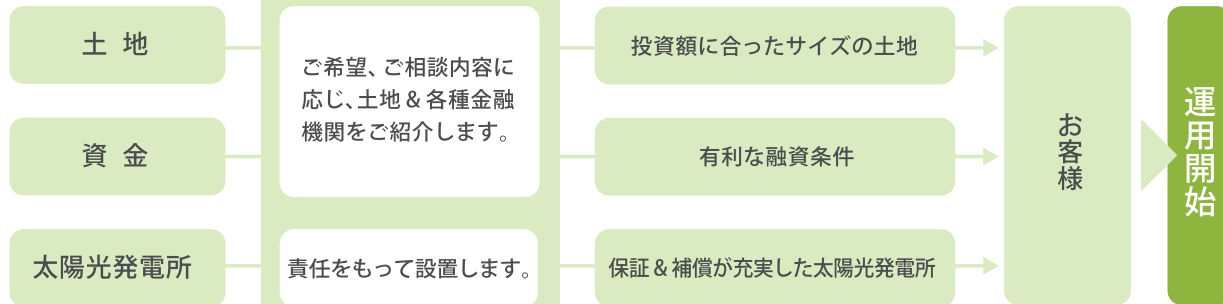 土地
資金
太陽光発電所
ご希望、ご相談内容に
応じ、土地&各種金融
機関をご紹介します。
責任をもって設置します。
投資額に合ったサイズの土地
有利な融資条件
保証&補償が充実した太陽光発電所
お客様
運用開始